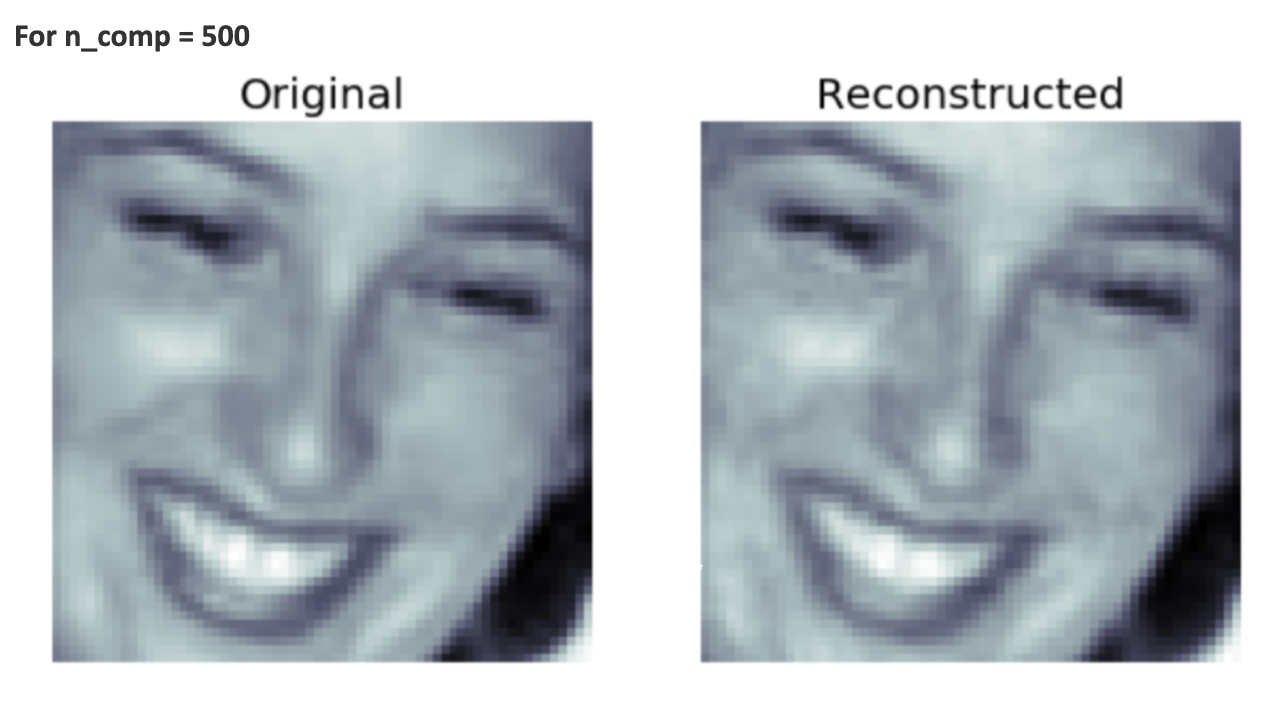 For n_comp = 500
Original
Reconstructed